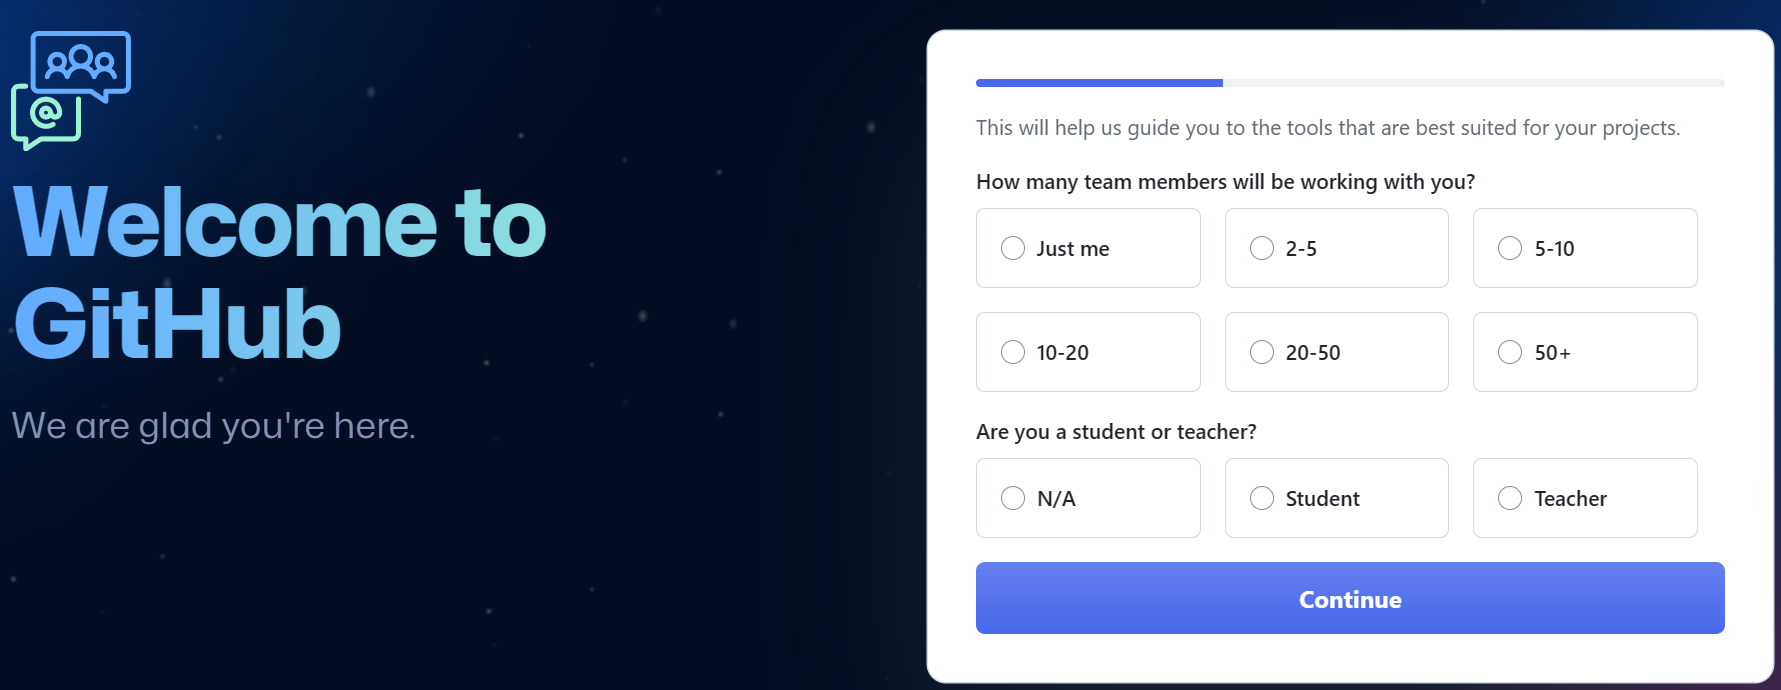 Welcome to
GitHub
We are glad you're here.
This will help us guide you to the tools that are best suited for your projects.
How many team members will be working with you?
Just me
2-5
5-10
10-20
20-50
50+
Are you a student or teacher?
N/A
Student
Teacher
Continue